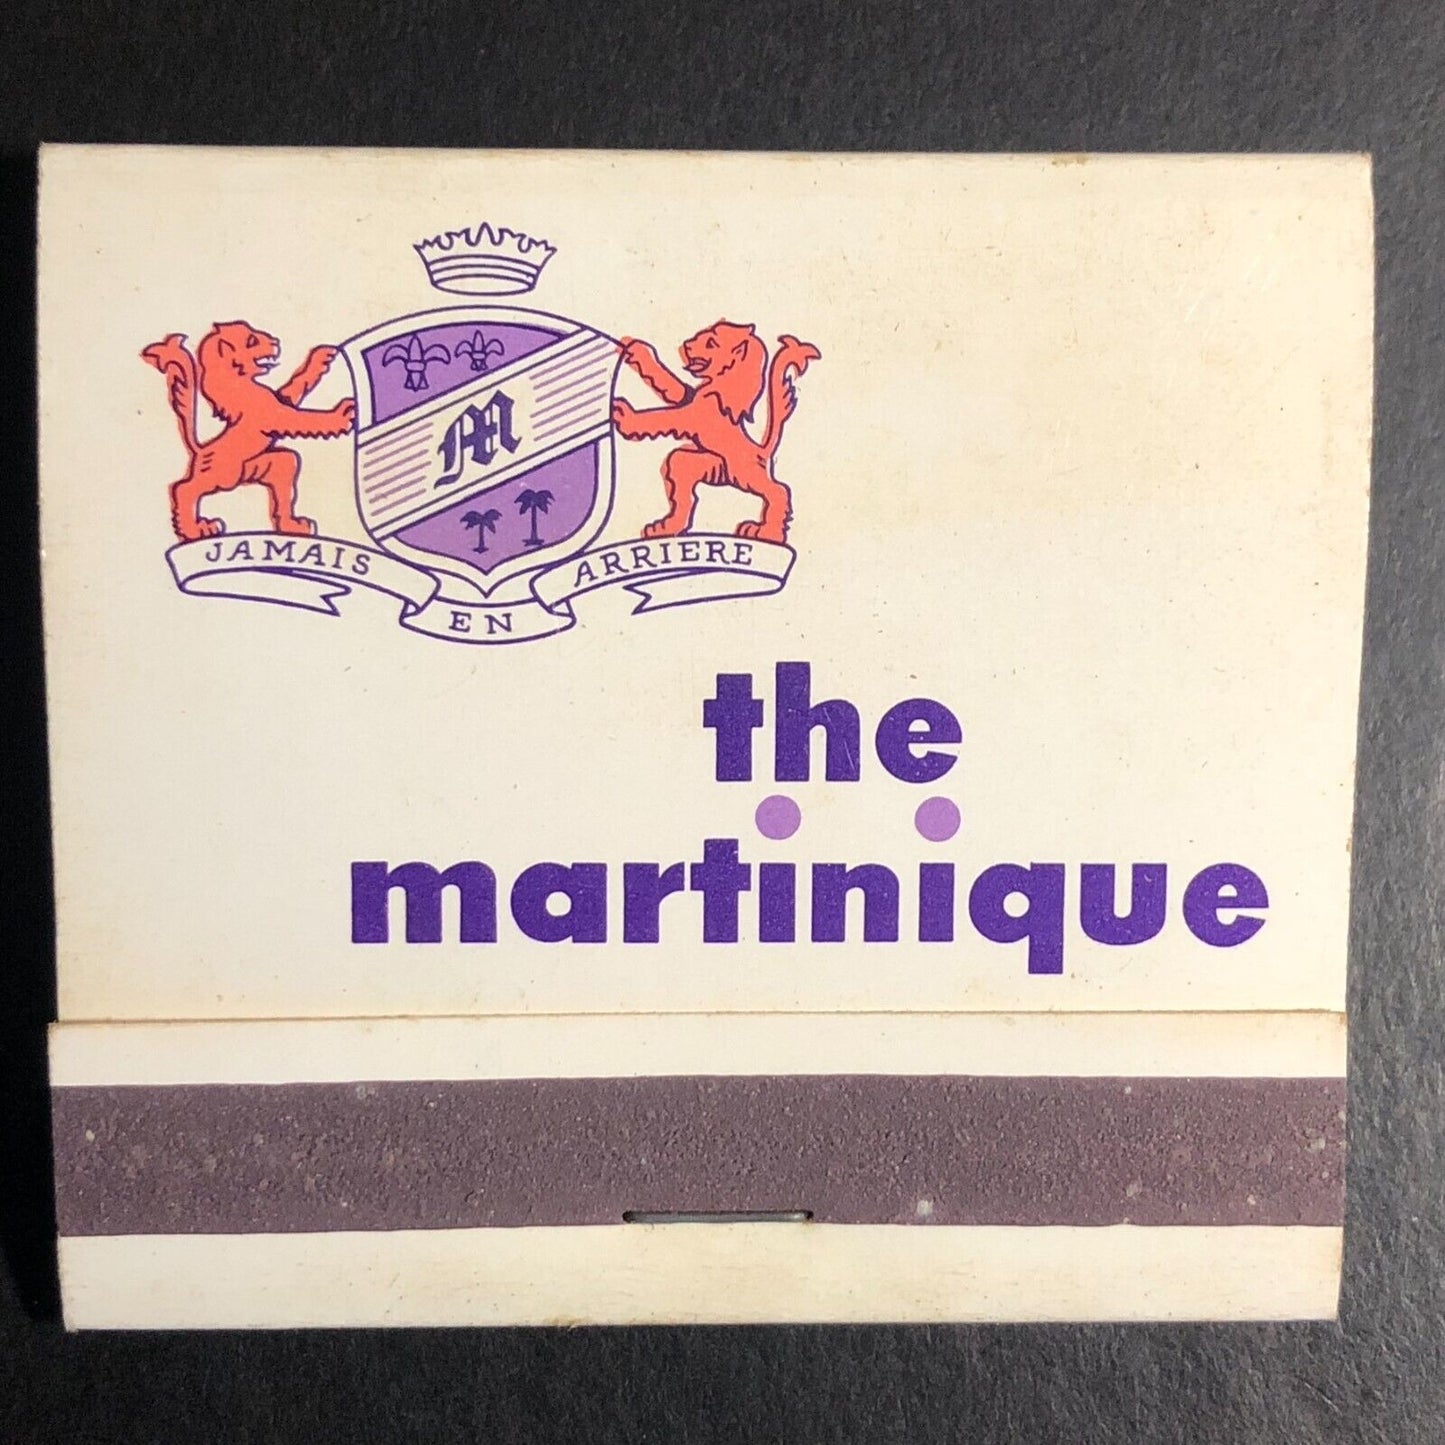 M
JAMAIS EN ARRIERE
the
martinique